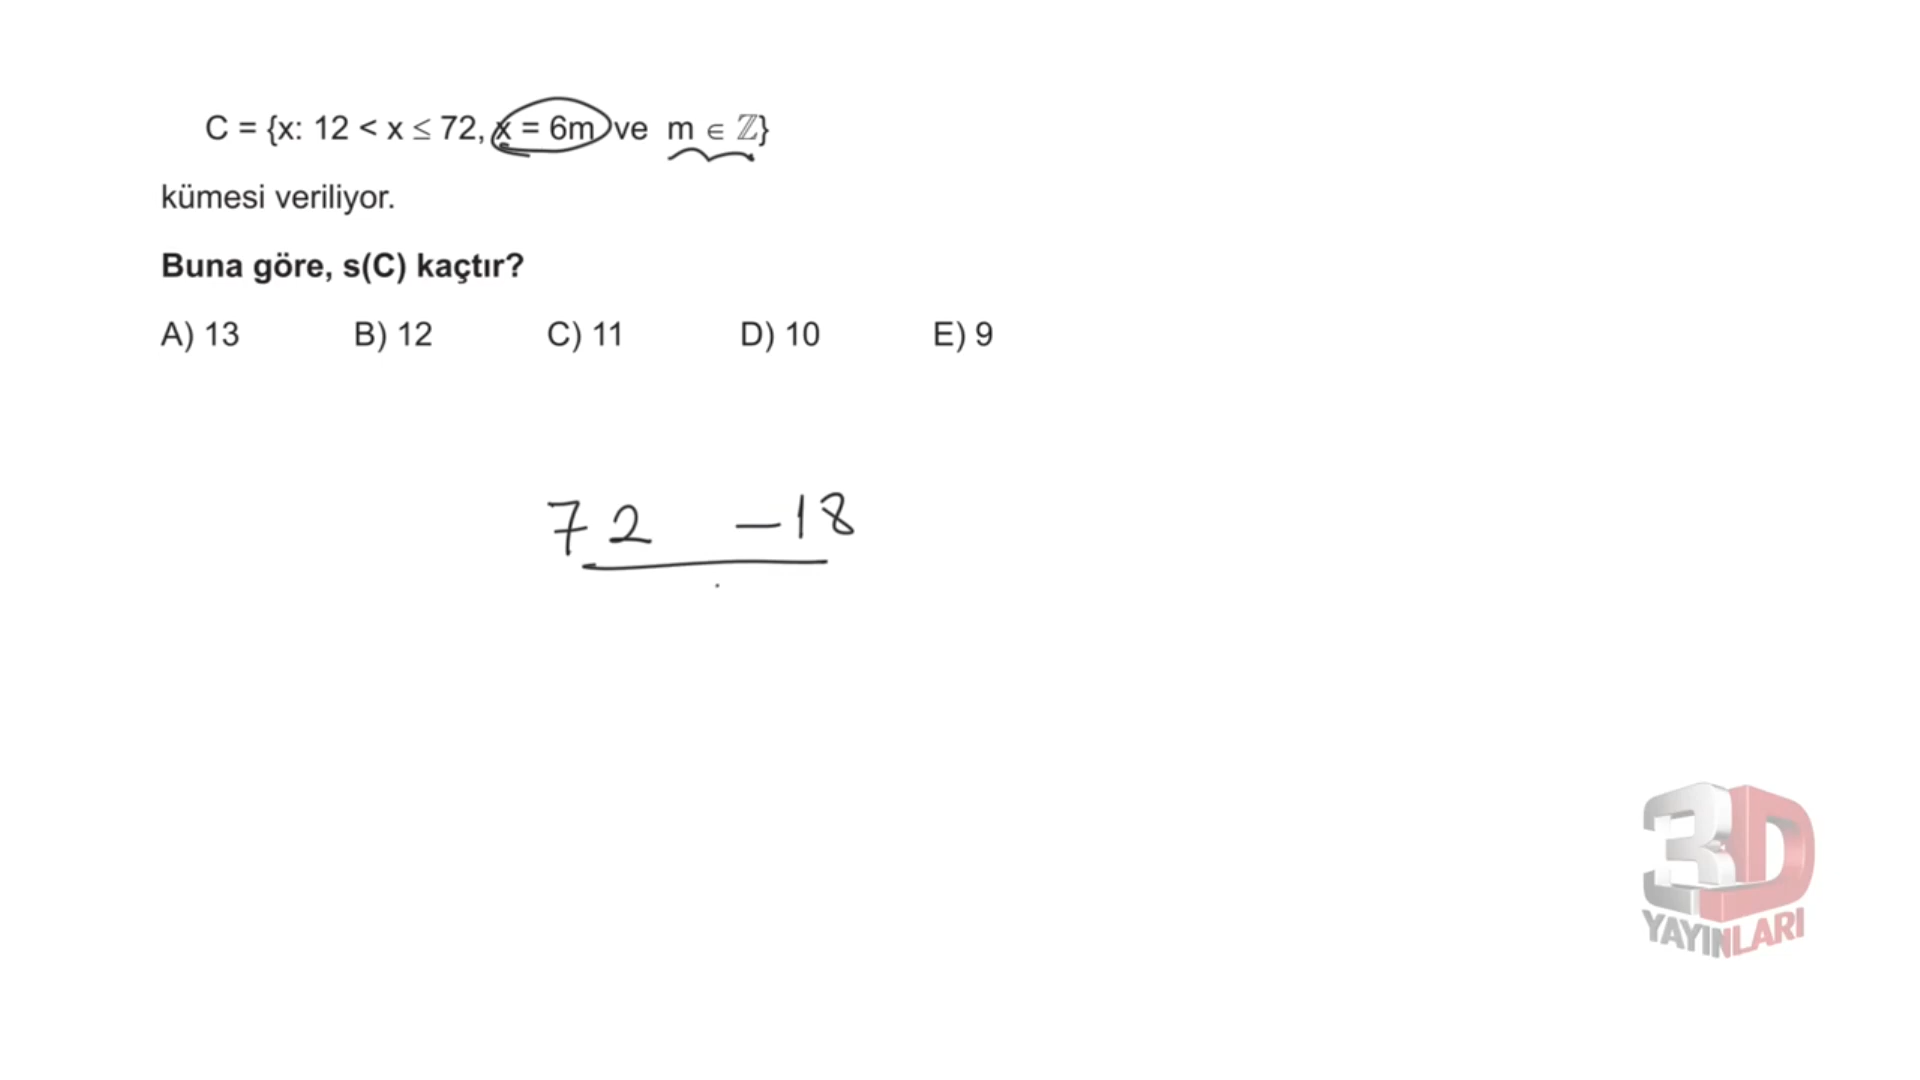 C = {x: 12 < x ≤ 72, x = 6m ve m ∈ ℤ}
kümesi veriliyor.
Buna göre, s(C) kaçtır?
A) 13 B) 12 C) 11 D) 10 E) 9
72 - 18
3D
YAYINLARI